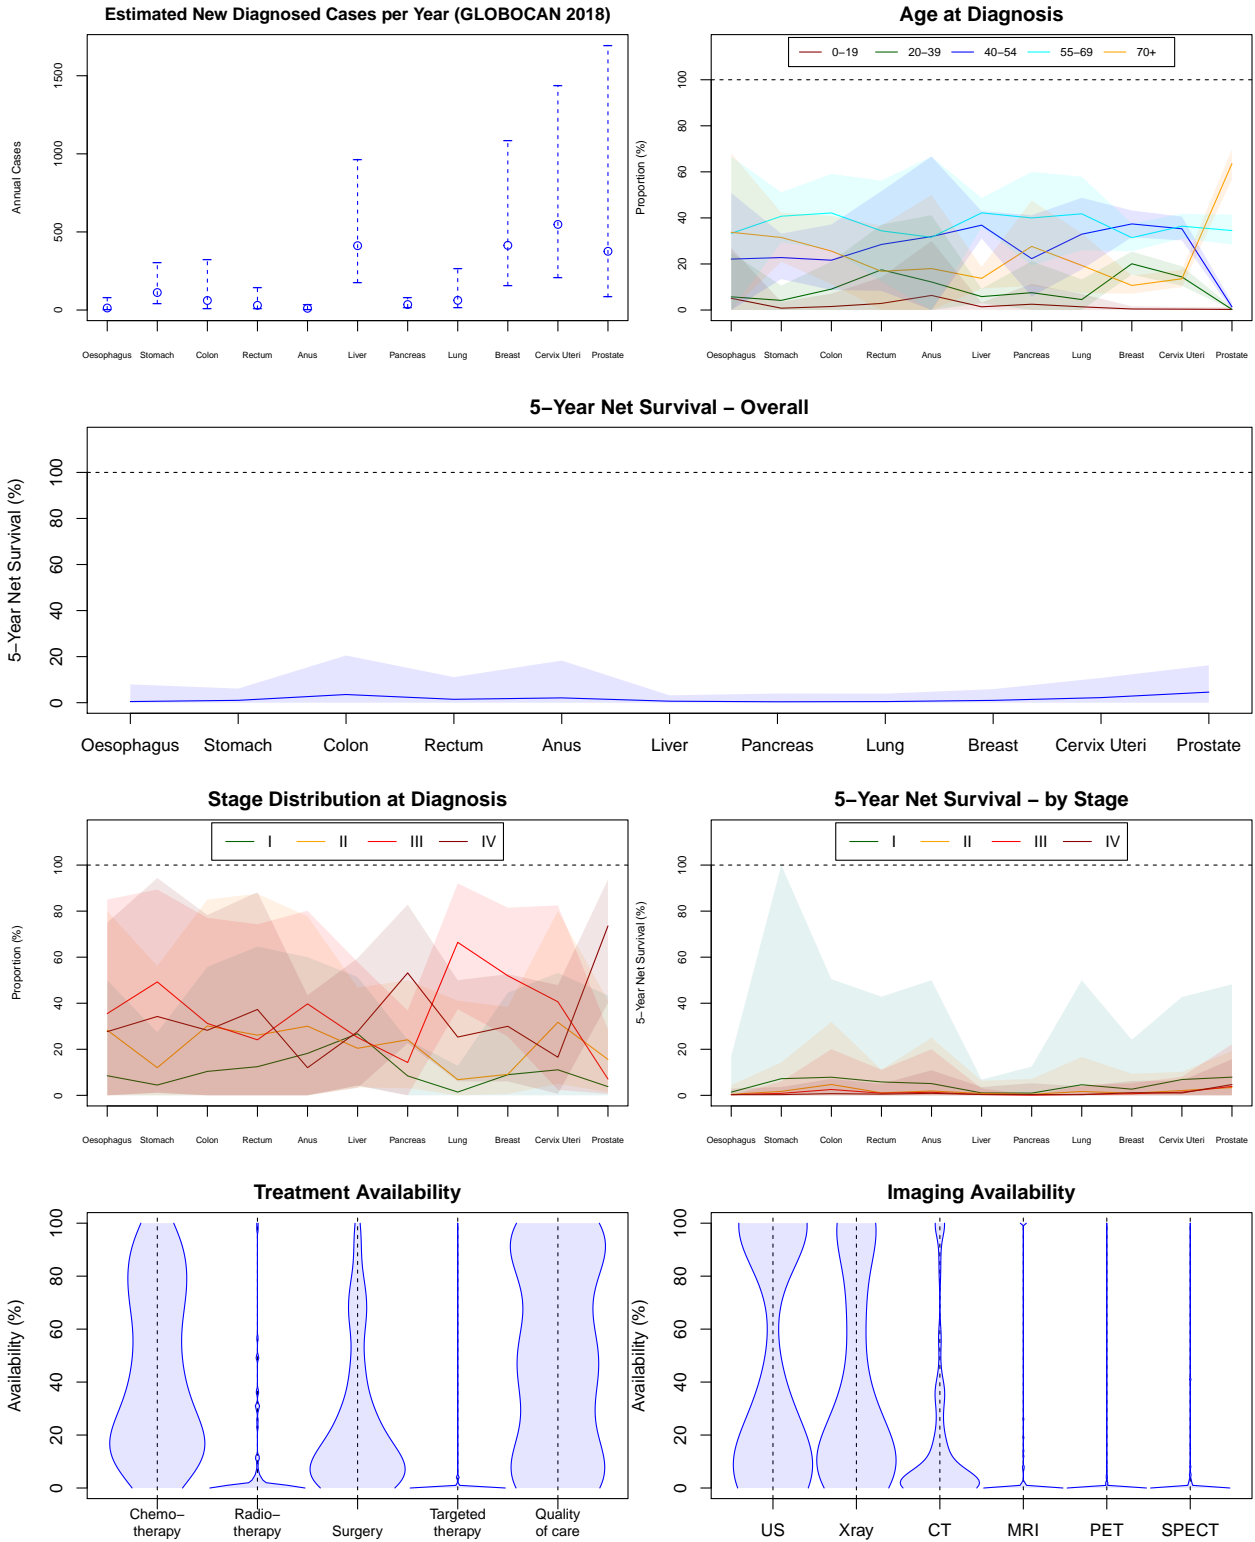 Estimated New Diagnosed Cases per Year (GLOBOCAN 2018)
Annual Cases
0
500
1000
1500
Oesophagus Stomach Colon Rectum Anus Liver Pancreas Lung Breast Cervix Uteri Prostate
Age at Diagnosis
0–19 20–39 40–54 55–69 70+
Proportion (%)
0
20
40
60
80
100
Oesophagus Stomach Colon Rectum Anus Liver Pancreas Lung Breast Cervix Uteri Prostate
5–Year Net Survival – Overall
5–Year Net Survival (%)
0
20
40
60
80
100
Oesophagus Stomach Colon Rectum Anus Liver Pancreas Lung Breast Cervix Uteri Prostate
Stage Distribution at Diagnosis
I II III IV
Proportion (%)
0
20
40
60
80
100
Oesophagus Stomach Colon Rectum Anus Liver Pancreas Lung Breast Cervix Uteri Prostate
5–Year Net Survival – by Stage
I II III IV
5–Year Net Survival (%)
0
20
40
60
80
100
Oesophagus Stomach Colon Rectum Anus Liver Pancreas Lung Breast Cervix Uteri Prostate
Treatment Availability
Availability (%)
0
20
40
60
80
100
Chemo–
therapy
Radio–
therapy
Surgery
Targeted
therapy
Quality
of care
Imaging Availability
Availability (%)
0
20
40
60
80
100
US Xray CT MRI PET SPECT